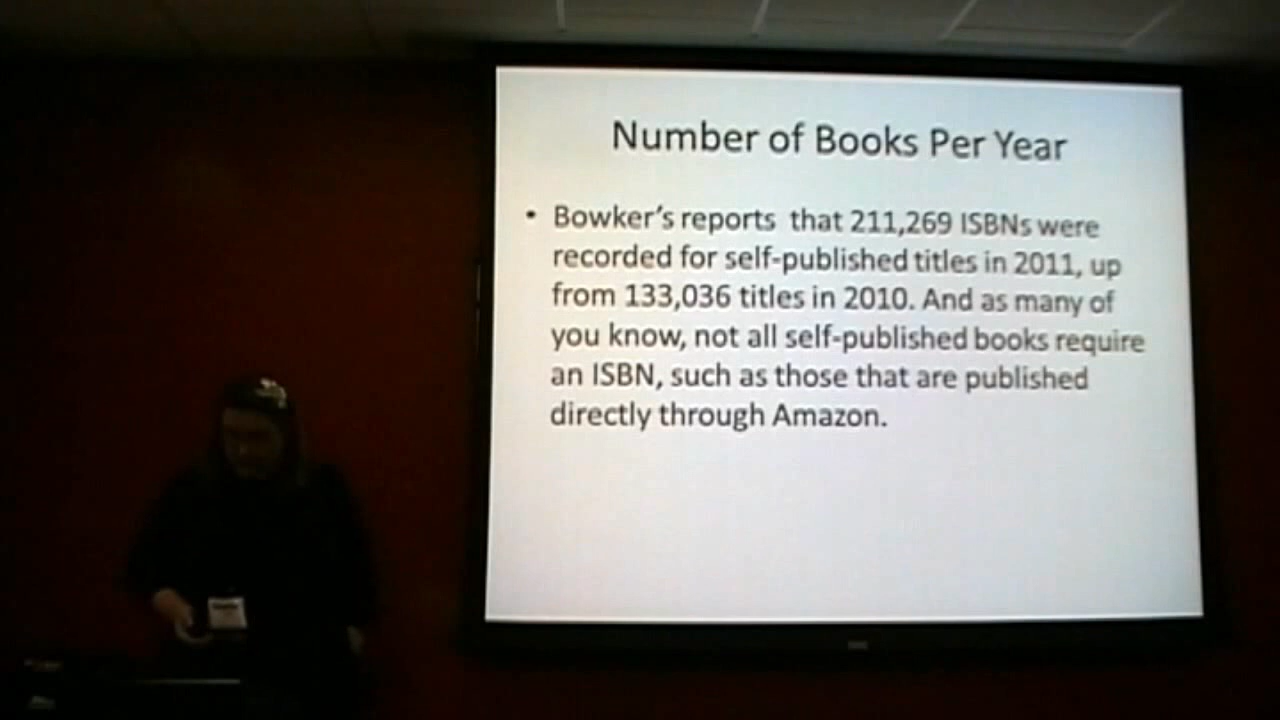 Number of Books Per Year
• Bowker's reports that 211,269 ISBNs were
recorded for self-published titles in 2011, up
from 133,036 titles in 2010. And as many of
you know, not all self-published books require
an ISBN, such as those that are published
directly through Amazon.